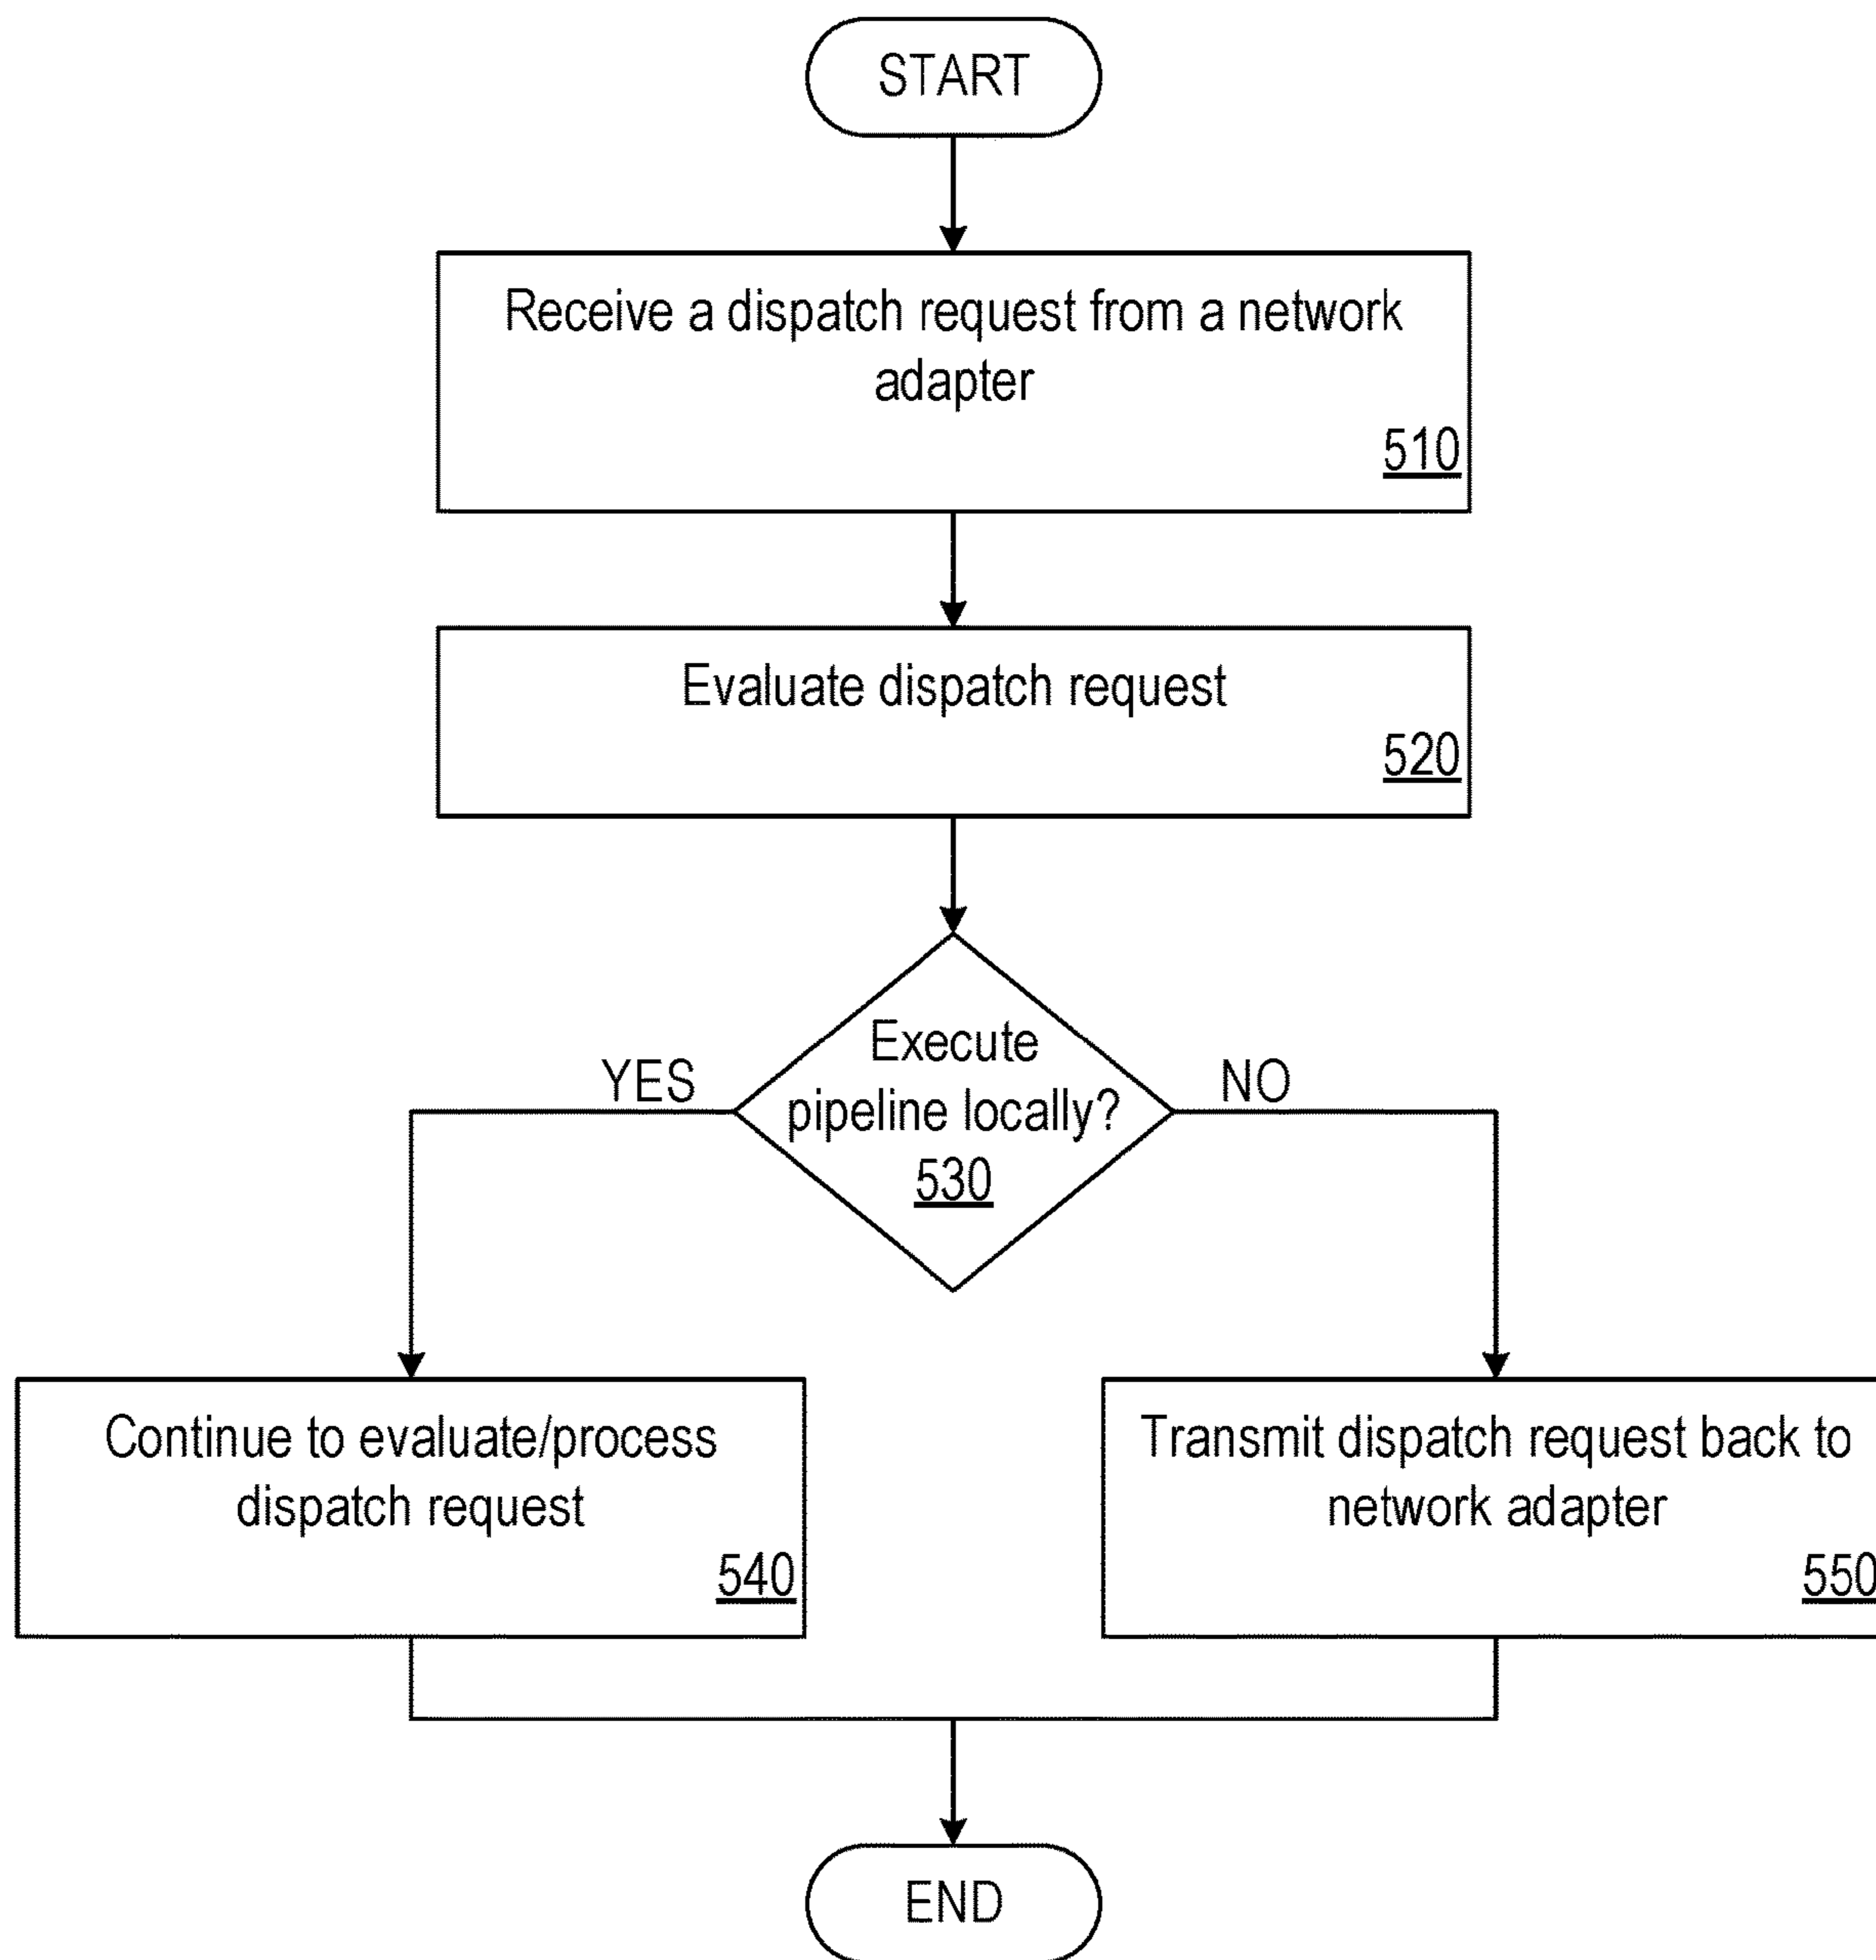 START
Receive a dispatch request from a network
adapter
510
Evaluate dispatch request
520
Execute
pipeline locally?
530
YES
NO
Continue to evaluate/process
dispatch request
540
Transmit dispatch request back to
network adapter
550
END